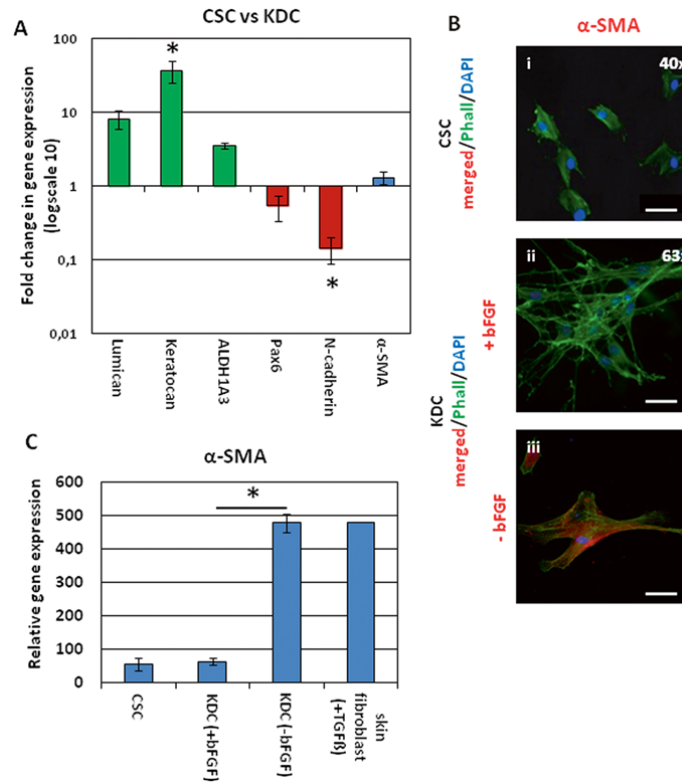 A
CSC vs KDC
Fold change in gene expression
(logscale 10)
100
10
1
0,1
0,01
*
*
Lumican
Keratocan
ALDH1A3
Pax6
N-cadherin
α-SMA
B
α-SMA
CSC
merged/Phall/DAPI
i
40x
KDC
merged/Phall/DAPI
+ bFGF
ii
63x
- bFGF
iii
C
α-SMA
Relative gene expression
600
500
400
300
200
100
0
*
CSC
KDC (+bFGF)
KDC (-bFGF)
skin
fibroblast
(+TGFß)